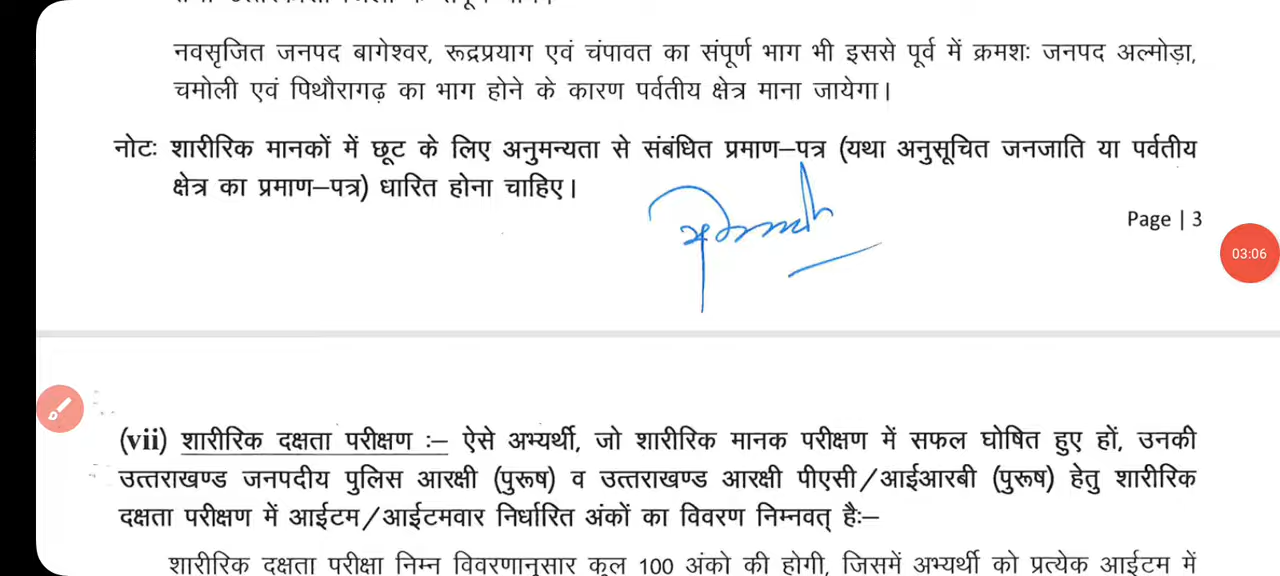 नवसृजित जनपद बागेश्वर, रूद्रप्रयाग एवं चंपावत का संपूर्ण भाग भी इससे पूर्व में क्रमशः जनपद अल्मोड़ा,
चमोली एवं पिथौरागढ़ का भाग होने के कारण पर्वतीय क्षेत्र माना जायेगा।
नोटः शारीरिक मानकों में छूट के लिए अनुमन्यता से संबंधित प्रमाण–पत्र (यथा अनुसूचित जनजाति या पर्वतीय
क्षेत्र का प्रमाण–पत्र) धारित होना चाहिए।
Page | 3
03:06
(vii) शारीरिक दक्षता परीक्षण :– ऐसे अभ्यर्थी, जो शारीरिक मानक परीक्षण में सफल घोषित हुए हों, उनकी
उत्तराखण्ड जनपदीय पुलिस आरक्षी (पुरूष) व उत्तराखण्ड आरक्षी पीएसी/आईआरबी (पुरूष) हेतु शारीरिक
दक्षता परीक्षण में आईटम/आईटमवार निर्धारित अंकों का विवरण निम्नवत् हैः–
शारीरिक दक्षता परीक्षा निम्न विवरणानुसार कुल 100 अंको की होगी, जिसमें अभ्यर्थी को प्रत्येक आईटम में